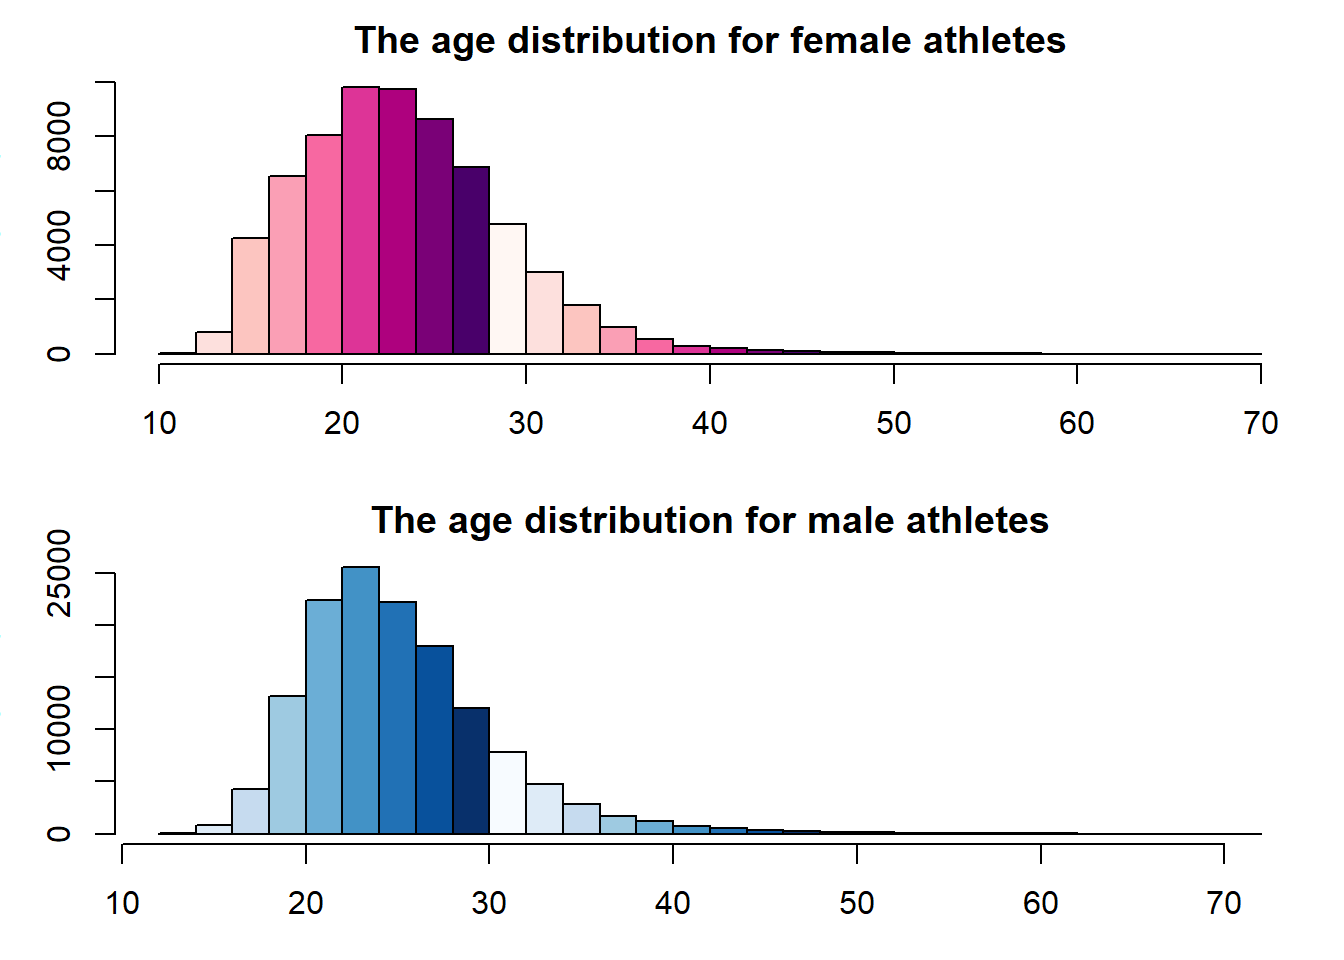 The age distribution for female athletes
8000
4000
0
10 20 30 40 50 60 70
The age distribution for male athletes
25000
10000
0
10 20 30 40 50 60 70